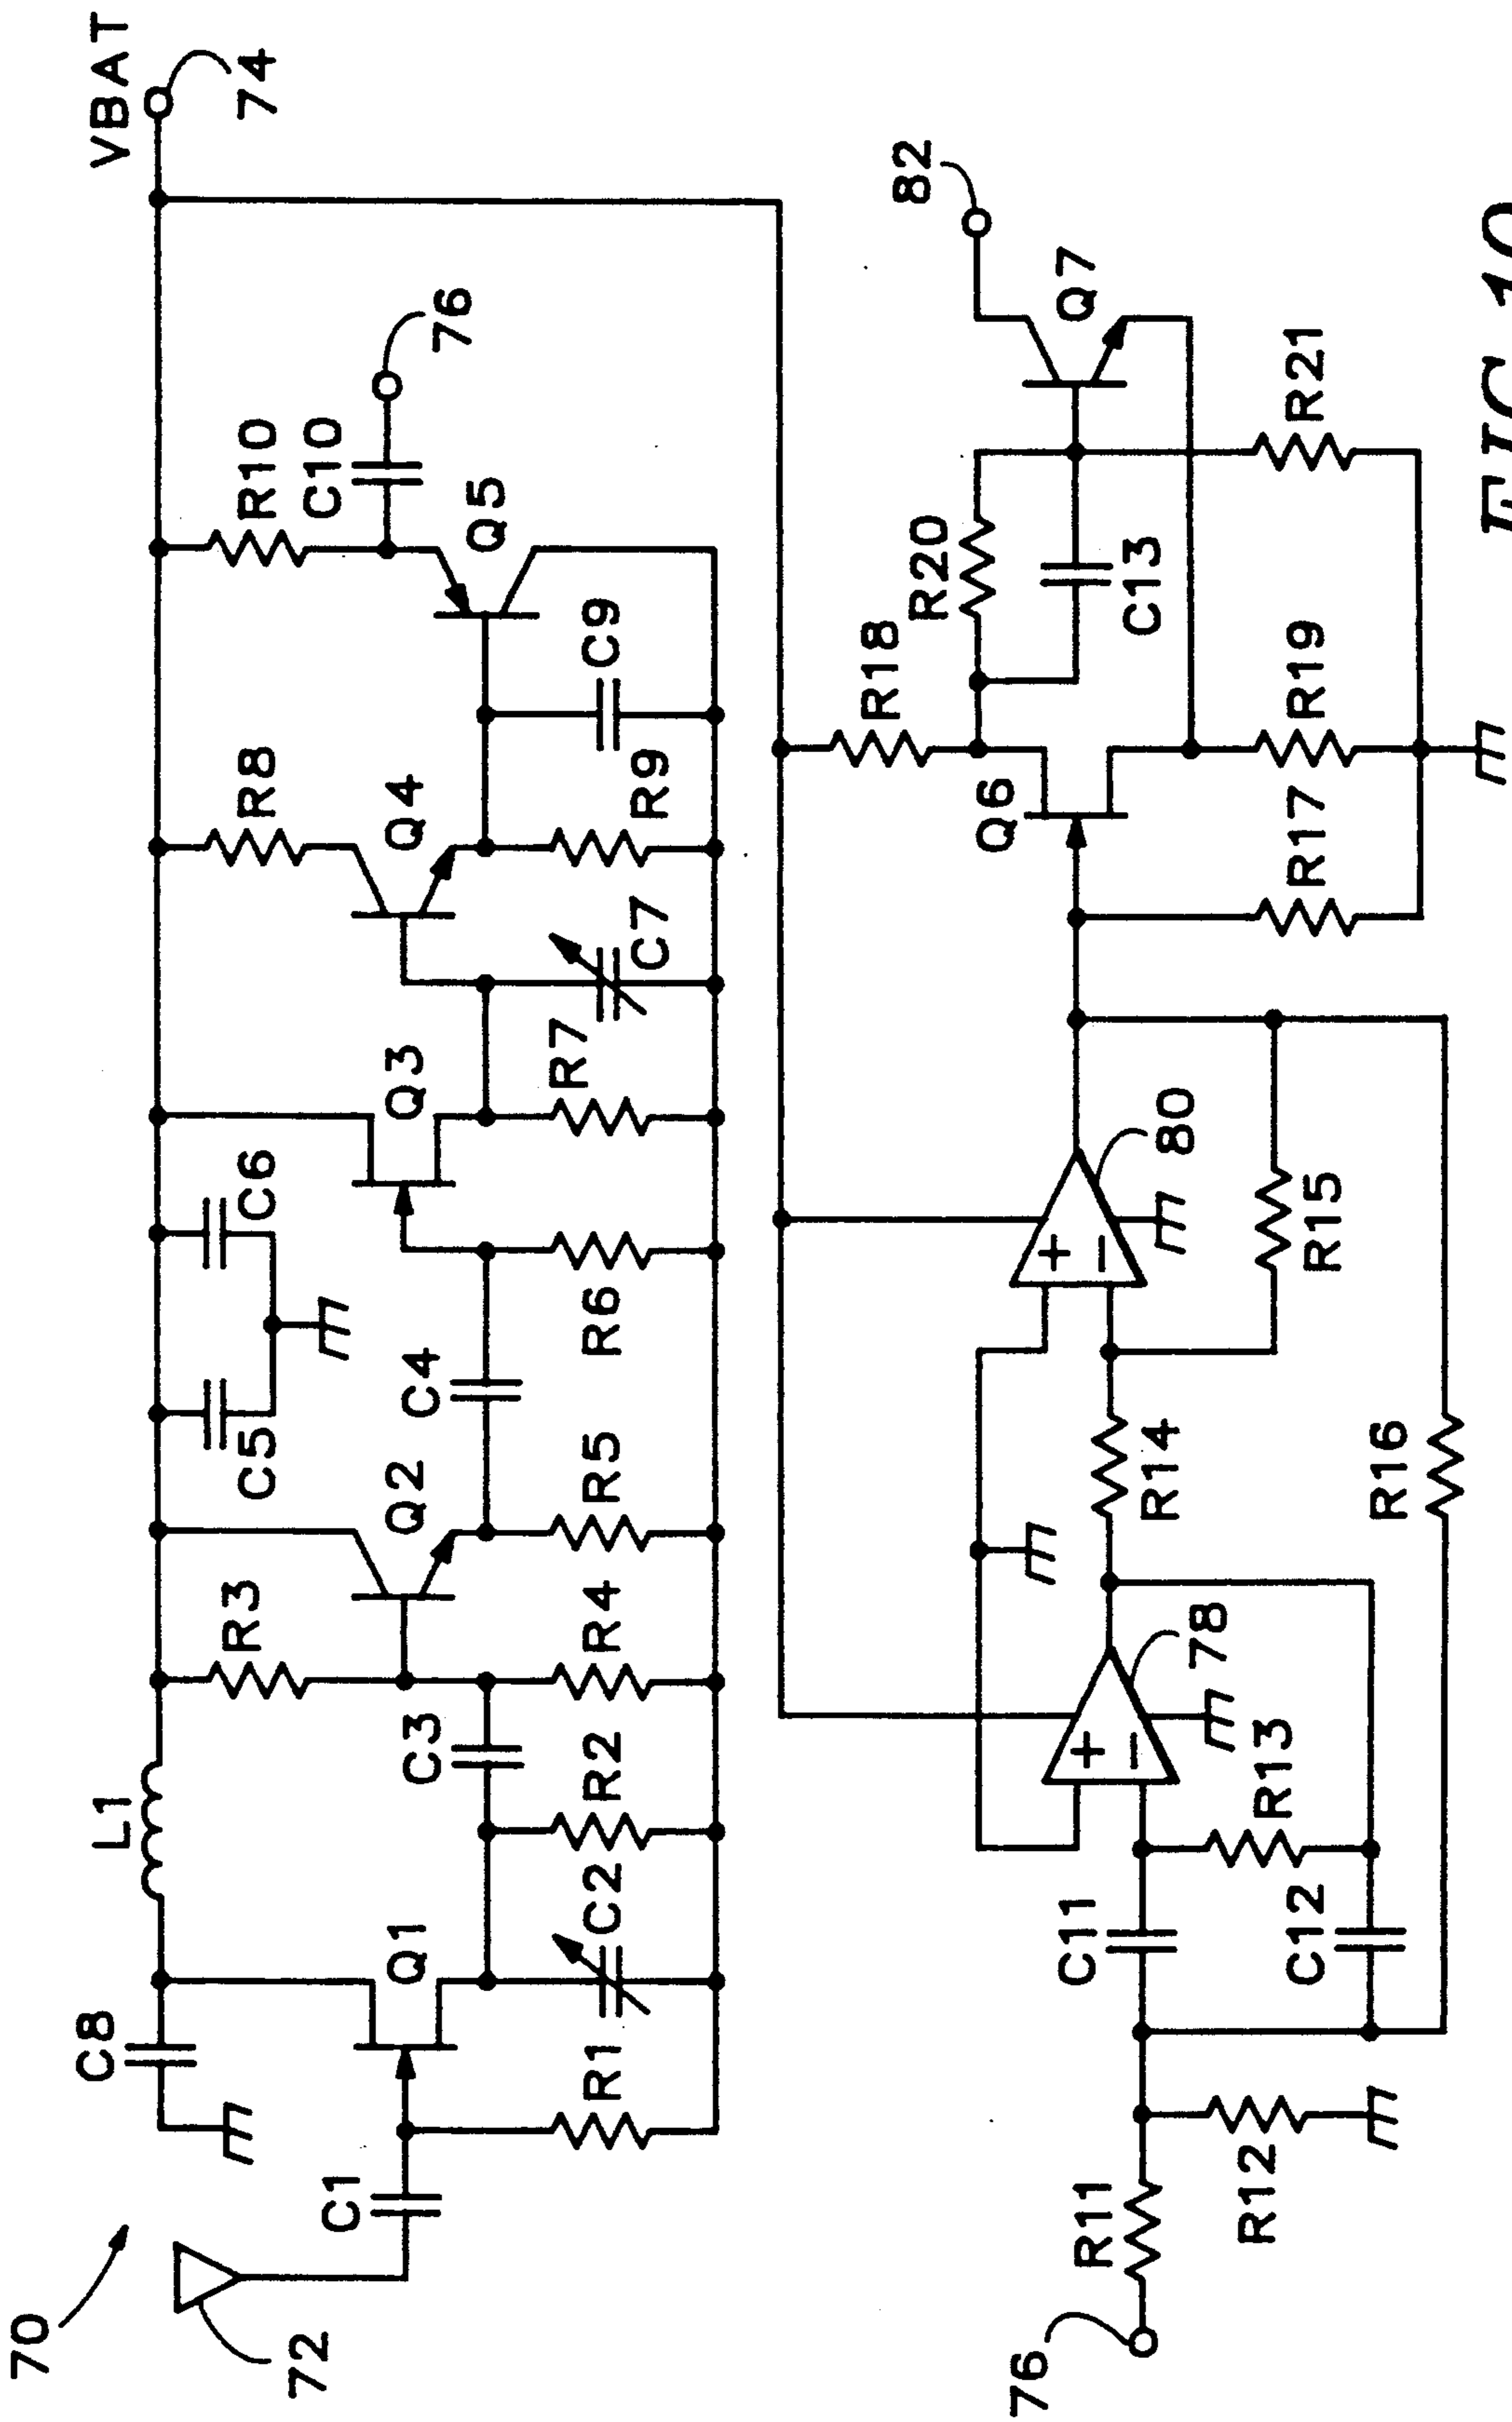 70
72
C1
C8
L1
VBAT
74
Q1
R1
C2
R2
C3
R3
R4
Q2
R5
C5
C6
C4
R6
Q3
R7
C7
Q4
R8
R9
C9
Q5
R10
C10
76
76
R11
R12
C11
C12
R13
+
−
78
R14
R16
+
−
80
R15
Q6
R17
R18
R19
R20
C13
R21
Q7
82